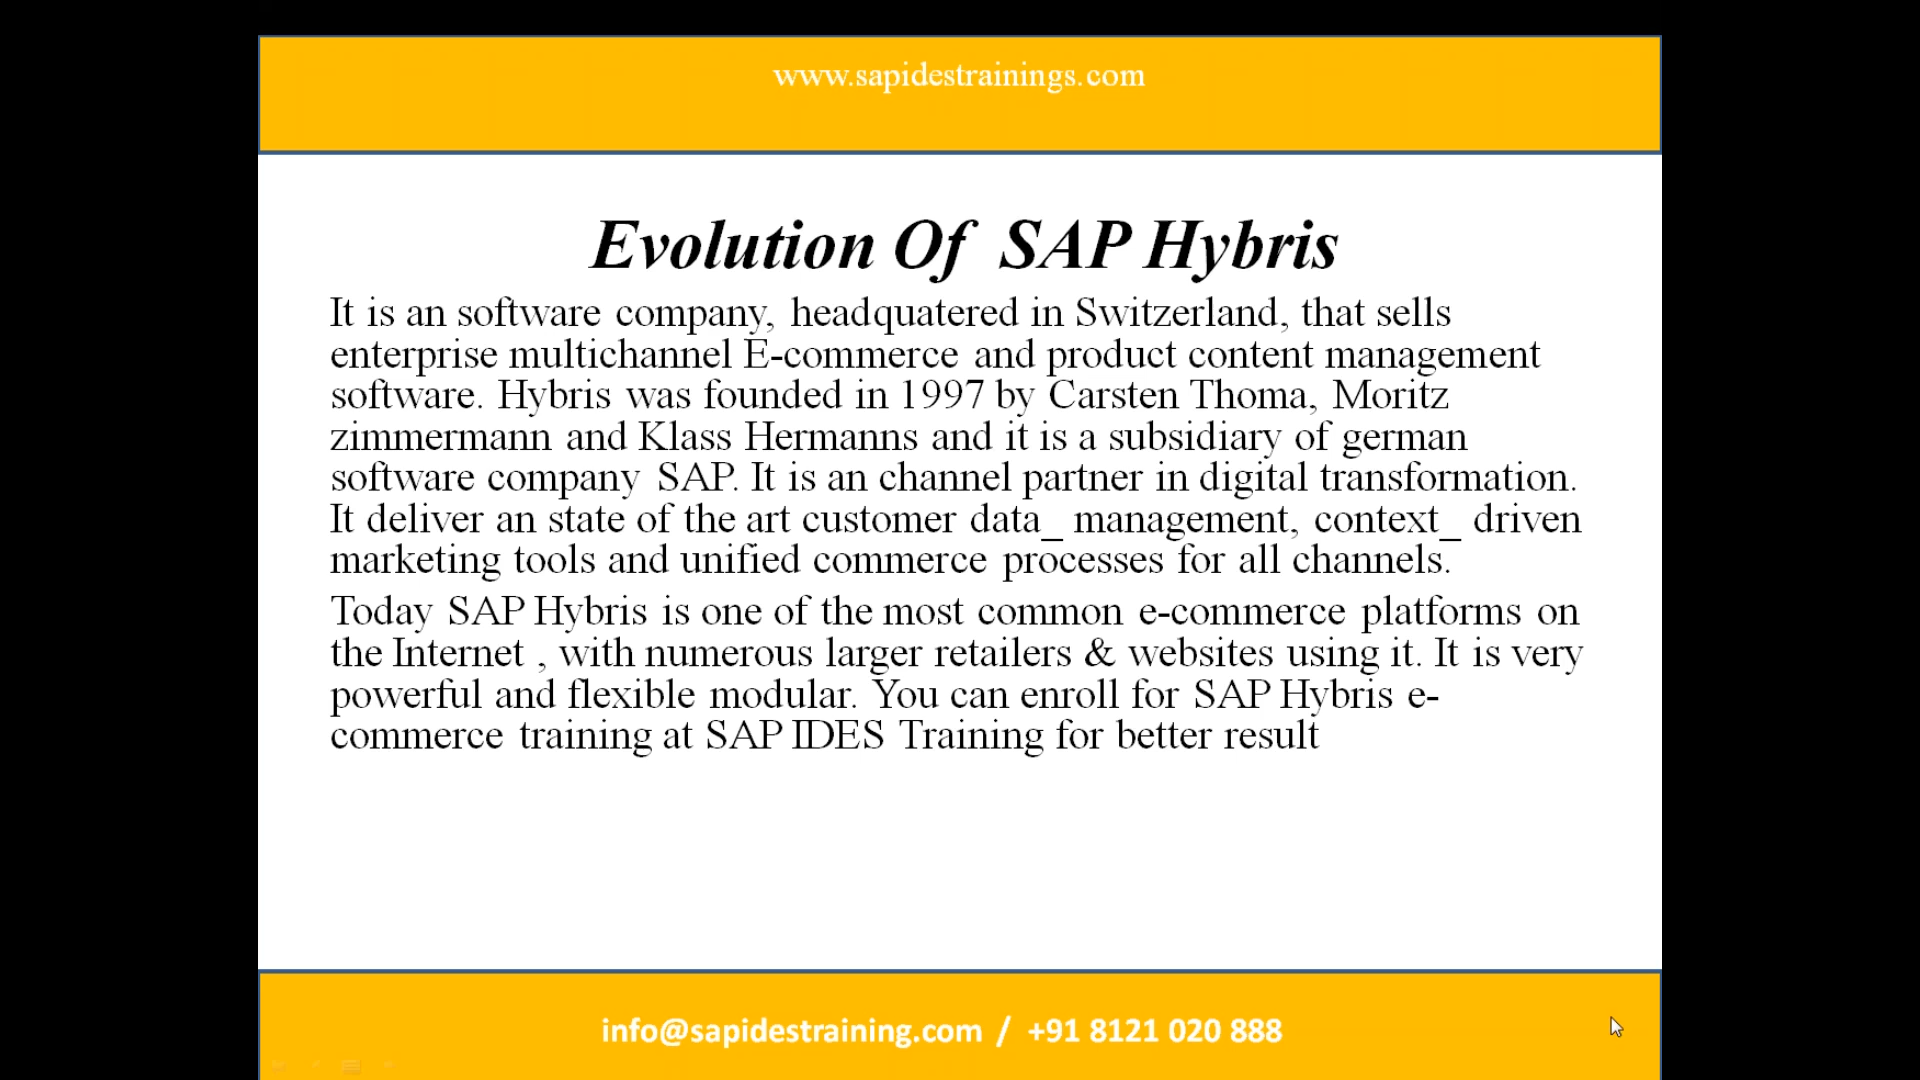 www.sapidestrainings.com
Evolution Of SAP Hybris
It is an software company, headquatered in Switzerland, that sells
enterprise multichannel E-commerce and product content management
software. Hybris was founded in 1997 by Carsten Thoma, Moritz
zimmermann and Klass Hermanns and it is a subsidiary of german
software company SAP. It is an channel partner in digital transformation.
It deliver an state of the art customer data_ management, context_ driven
marketing tools and unified commerce processes for all channels.
Today SAP Hybris is one of the most common e-commerce platforms on
the Internet , with numerous larger retailers & websites using it. It is very
powerful and flexible modular. You can enroll for SAP Hybris e-
commerce training at SAP IDES Training for better result
info@sapidestraining.com / +91 8121 020 888